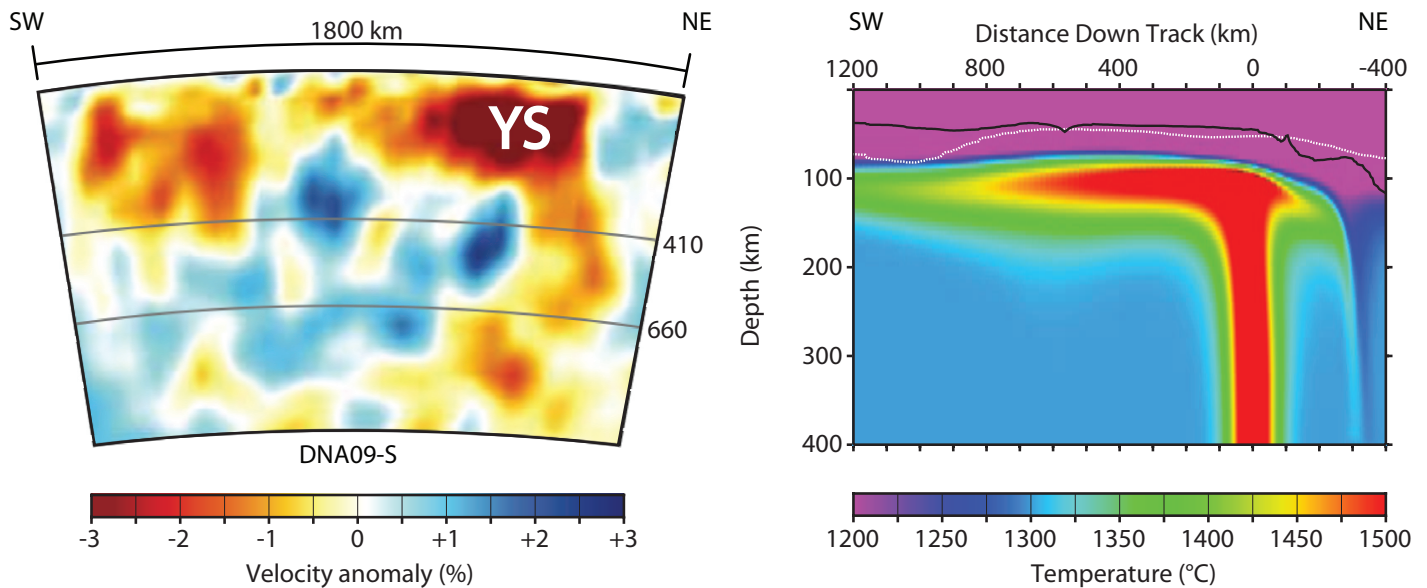 SW
1800 km
NE
YS
410
660
DNA09-S
-3 -2 -1 0 +1 +2 +3
Velocity anomaly (%)
SW
NE
Distance Down Track (km)
1200 800 400 0 -400
Depth (km)
100
200
300
400
1200 1250 1300 1350 1400 1450 1500
Temperature (°C)